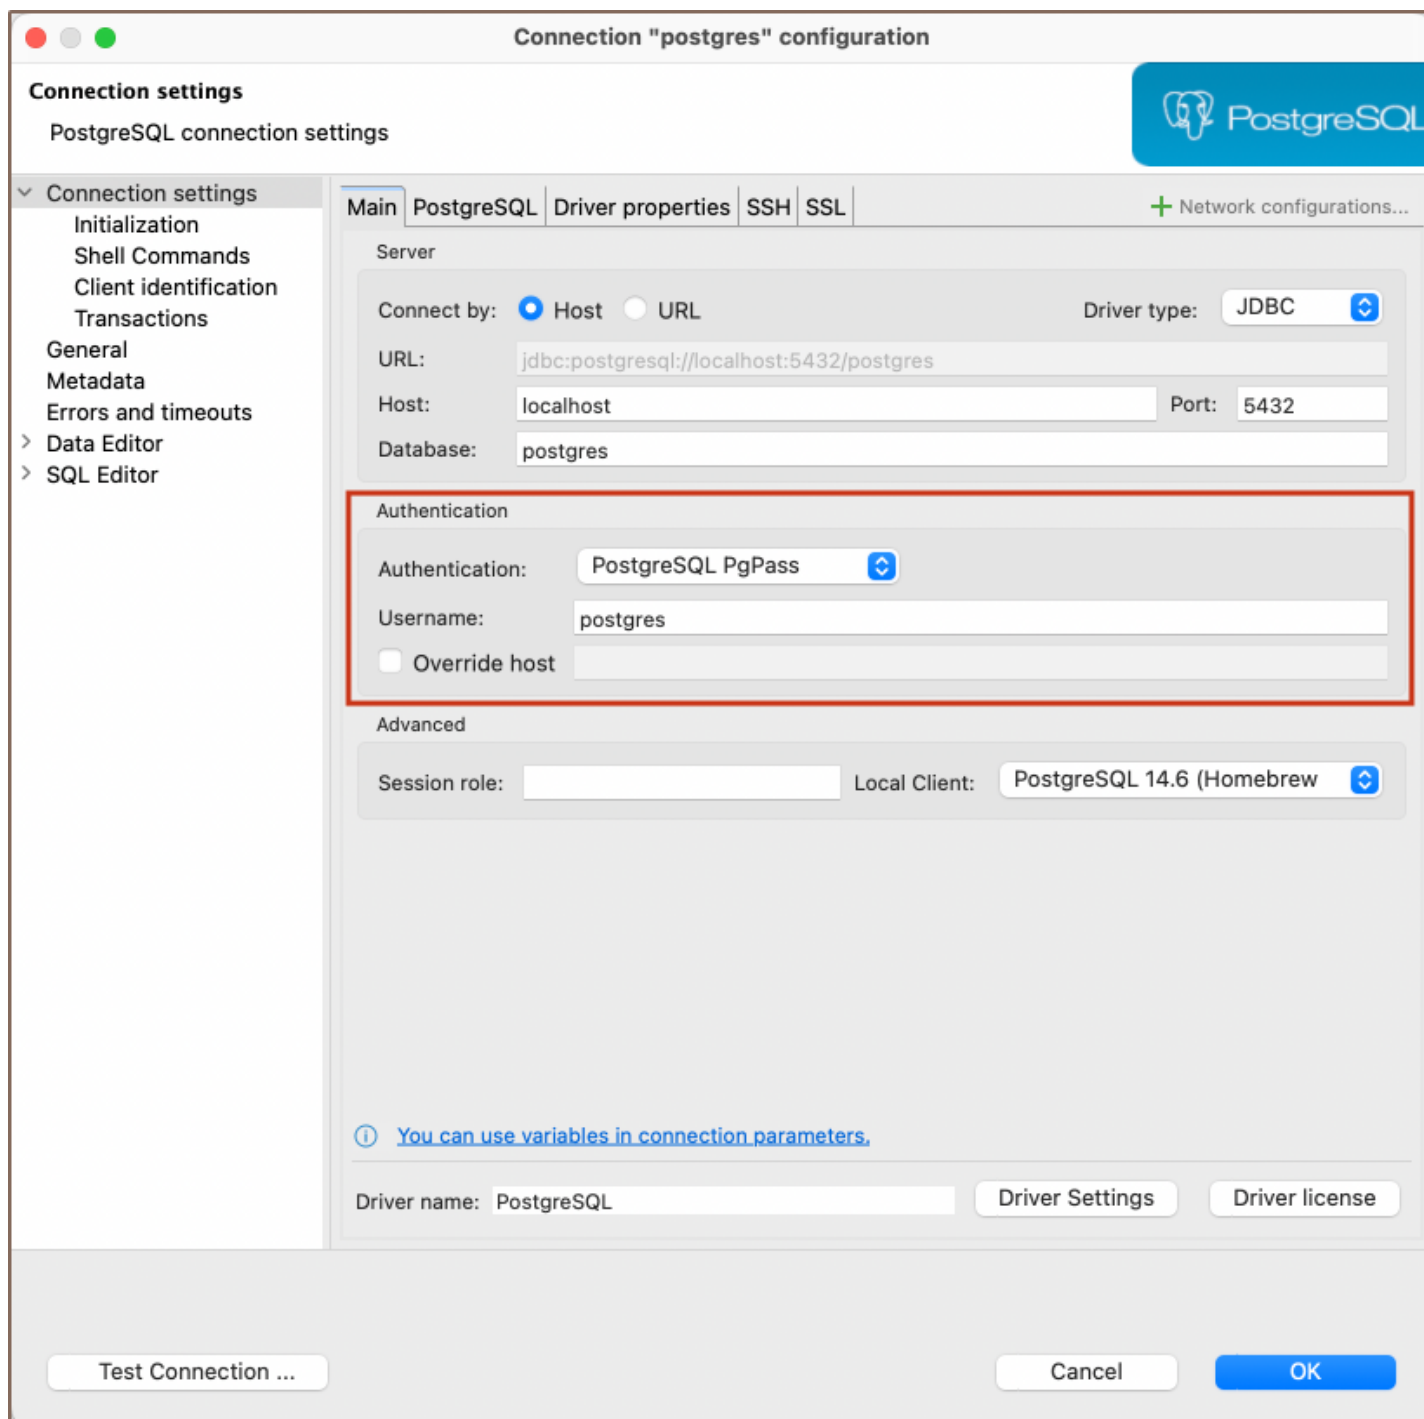 Connection "postgres" configuration
Connection settings
PostgreSQL connection settings
PostgreSQL
Connection settings
Initialization
Shell Commands
Client identification
Transactions
General
Metadata
Errors and timeouts
Data Editor
SQL Editor
Main PostgreSQL Driver properties SSH SSL Network configurations...
Server
Connect by: Host URL Driver type: JDBC
URL: jdbc:postgresql://localhost:5432/postgres
Host: localhost Port: 5432
Database: postgres
Authentication
Authentication: PostgreSQL PgPass
Username: postgres
Override host
Advanced
Session role: Local Client: PostgreSQL 14.6 (Homebrew
You can use variables in connection parameters.
Driver name: PostgreSQL Driver Settings Driver license
Test Connection ... Cancel OK